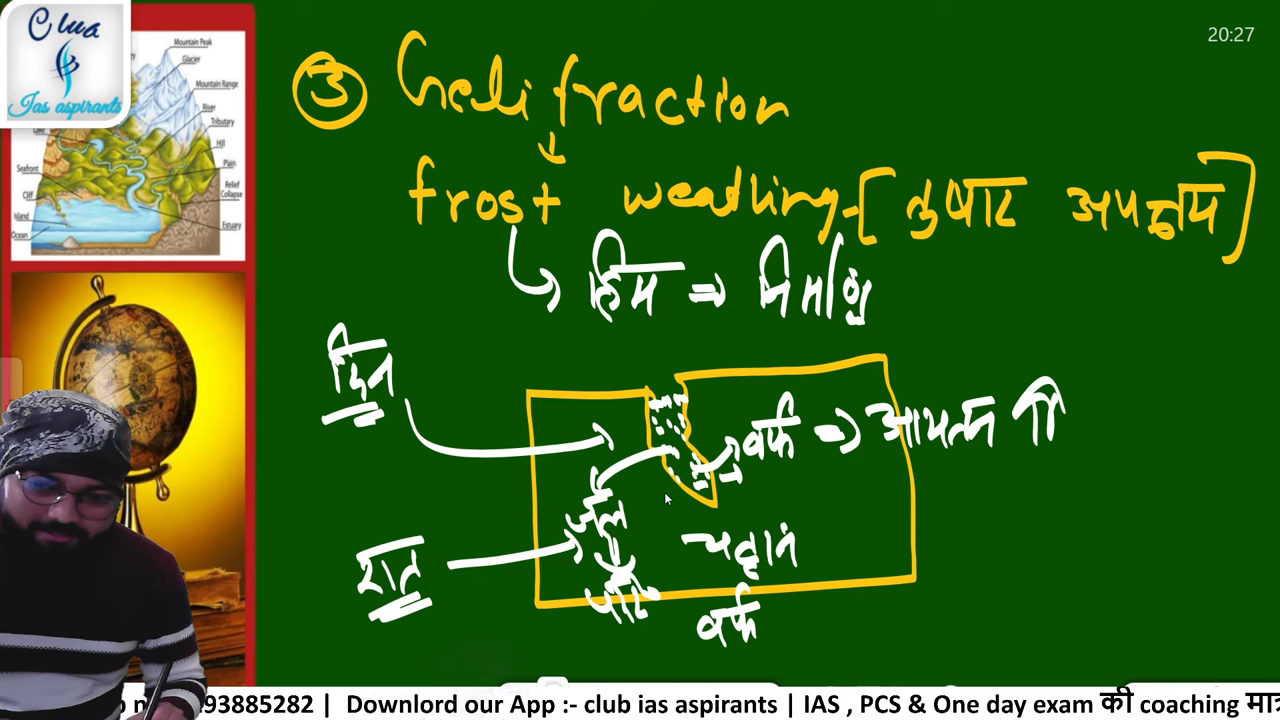 Clua
Ias aspirants
Mountain Peak
Glacier
Mountain Range
River
Tributary
Hill
Plain
Relief
Collapse
Estuary
Lake
Seafront
Cliff
Island
Ocean
20:27
③ Gelifraction
frost weathring-[तुषार अपक्षय]
हिम ⇒ निर्माण
दिन
बर्फ ⇒ आयतन
जल
चट्टान
रात
बर्फ
93885282 | Downlord our App :- club ias aspirants | IAS , PCS & One day exam की coaching मात्र